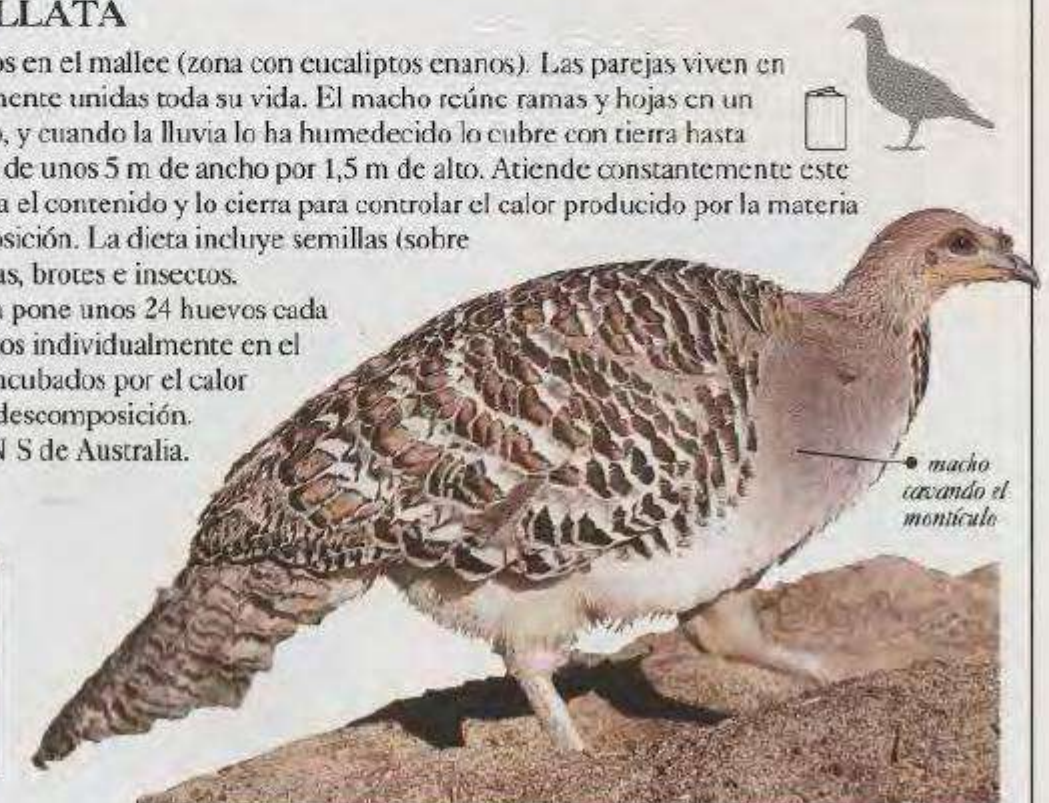 LLATA
os en el mallee (zona con eucaliptos enanos). Las parejas viven en
mente unidas toda su vida. El macho reúne ramas y hojas en un
o, y cuando la lluvia lo ha humedecido lo cubre con tierra hasta
de unos 5 m de ancho por 1,5 m de alto. Atiende constantemente este
a el contenido y lo cierra para controlar el calor producido por la materia
osición. La dieta incluye semillas (sobre
as, brotes e insectos.
a pone unos 24 huevos cada
os individualmente en el
ncubados por el calor
descomposición.
N S de Australia.
macho
cavando el
montículo